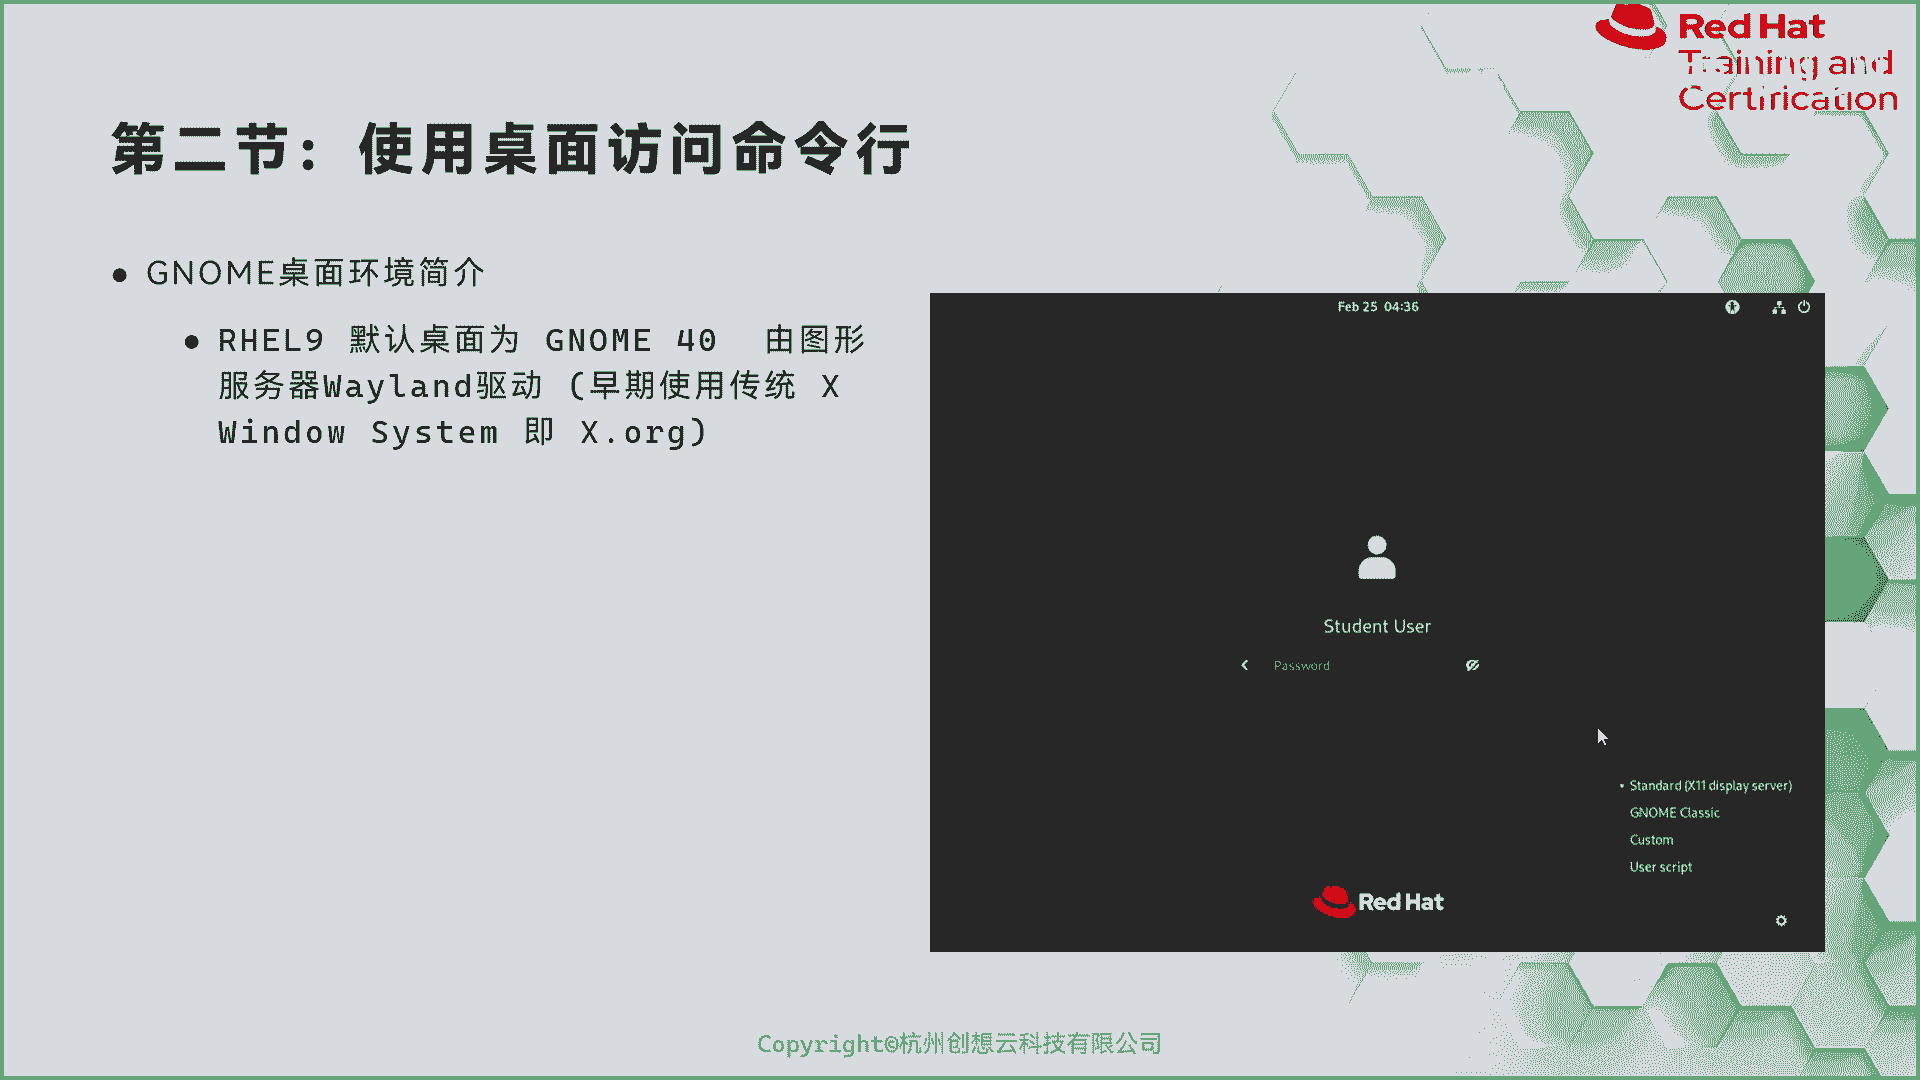 Red Hat
Training and
Certification
第二节：使用桌面访问命令行
GNOME桌面环境简介
RHEL9 默认桌面为 GNOME 40 由图形
服务器Wayland驱动 (早期使用传统 X
Window System 即 X.org)
Feb 25 04:36
Student User
Password
Standard (X11 display server)
GNOME Classic
Custom
User script
Red Hat
Copyright©杭州创想云科技有限公司